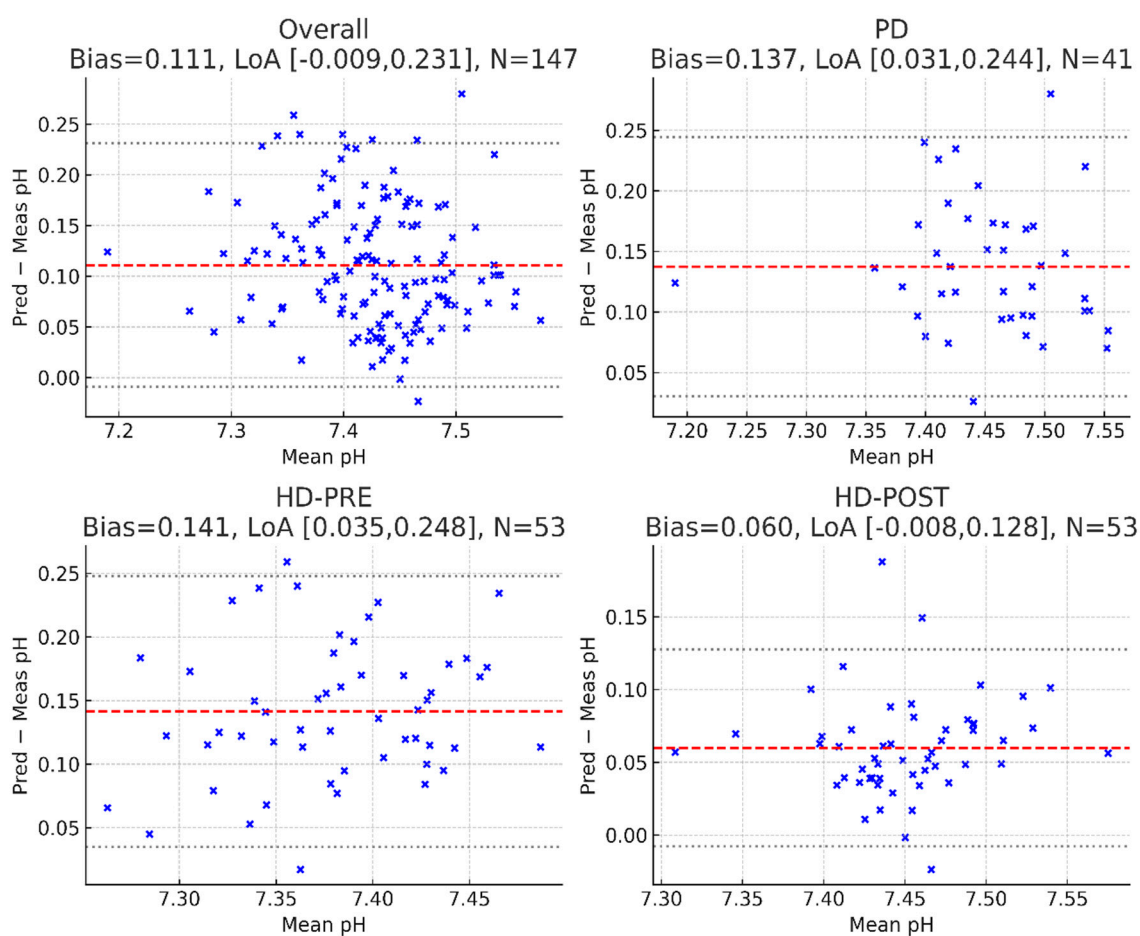 Overall
Bias=0.111, LoA [-0.009,0.231], N=147
0.25
0.20
0.15
0.10
0.05
0.00
Pred − Meas pH
7.2
7.3
7.4
7.5
Mean pH
PD
Bias=0.137, LoA [0.031,0.244], N=41
0.25
0.20
0.15
0.10
0.05
Pred − Meas pH
7.20
7.25
7.30
7.35
7.40
7.45
7.50
7.55
Mean pH
HD-PRE
Bias=0.141, LoA [0.035,0.248], N=53
0.25
0.20
0.15
0.10
0.05
Pred − Meas pH
7.30
7.35
7.40
7.45
Mean pH
HD-POST
Bias=0.060, LoA [-0.008,0.128], N=53
0.15
0.10
0.05
0.00
Pred − Meas pH
7.30
7.35
7.40
7.45
7.50
7.55
Mean pH